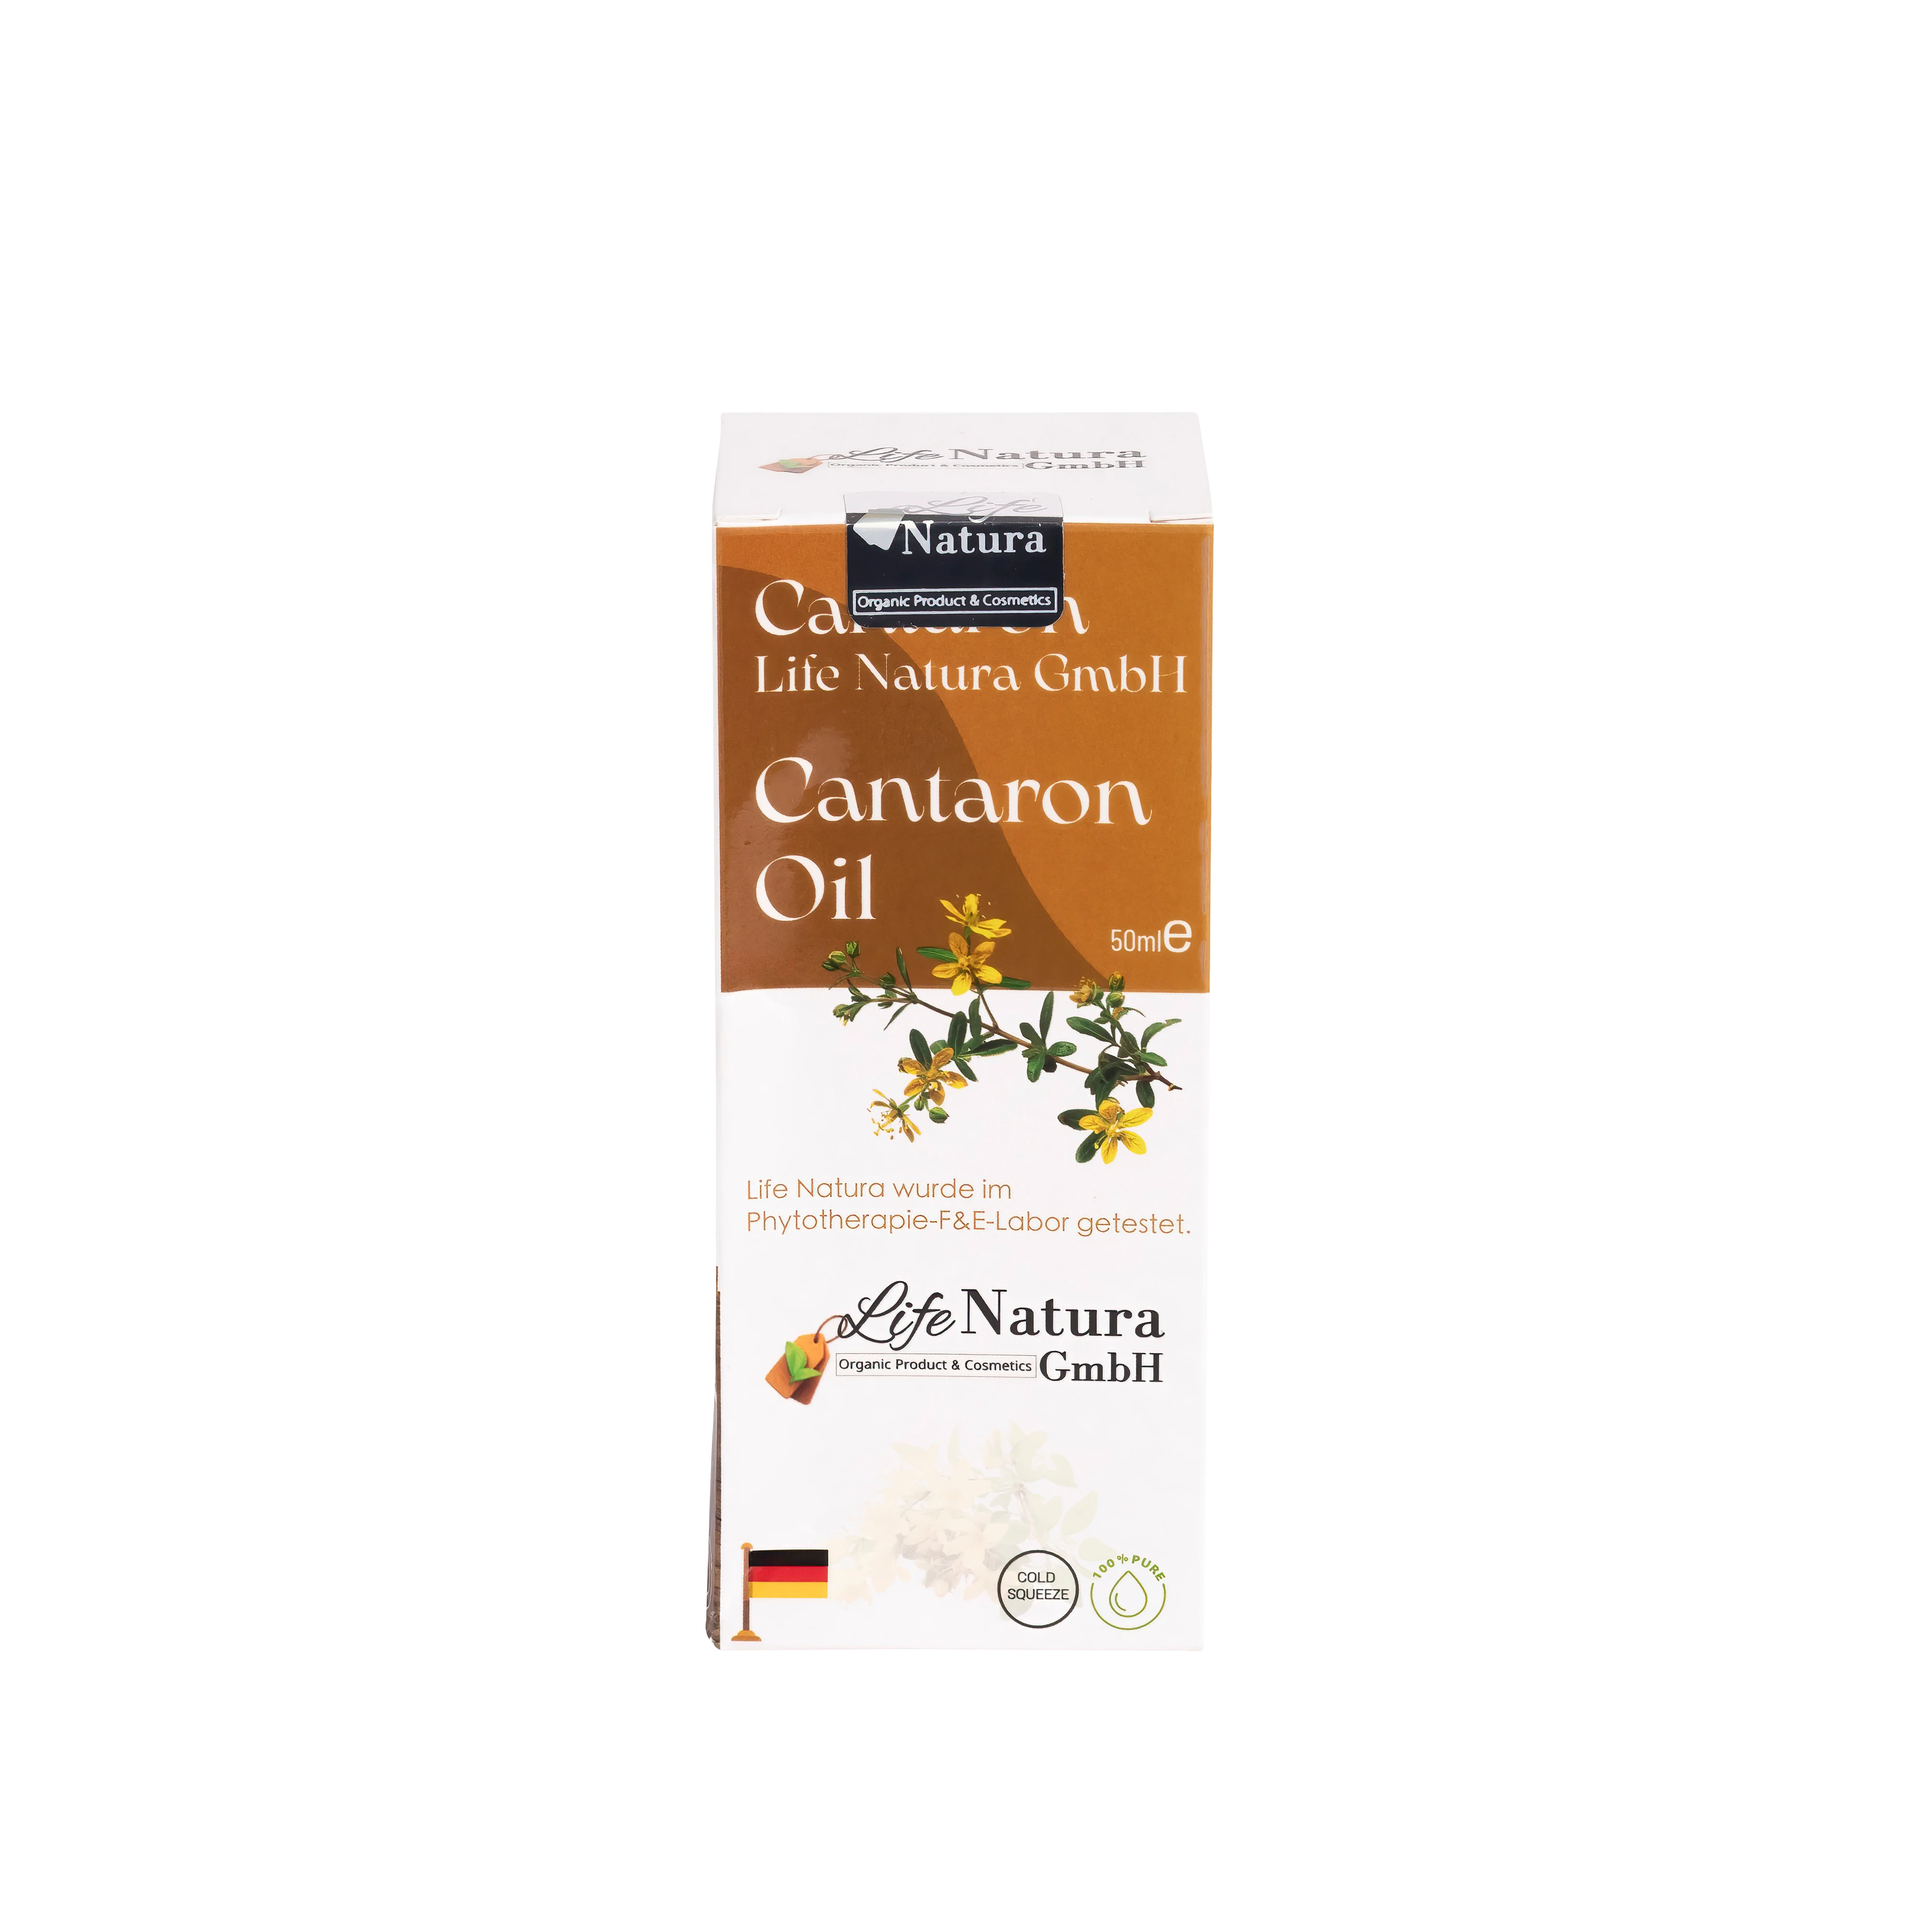 Life Natura
Organic Product & Cosmetics GmbH
Life
Natura
Organic Product & Cosmetics
Cantaron
Life Natura GmbH
Cantaron
Oil
50ml e
Life Natura wurde im
Phytotherapie-F&E-Labor getestet.
Life Natura
Organic Product & Cosmetics GmbH
COLD
SQUEEZE
100% PURE